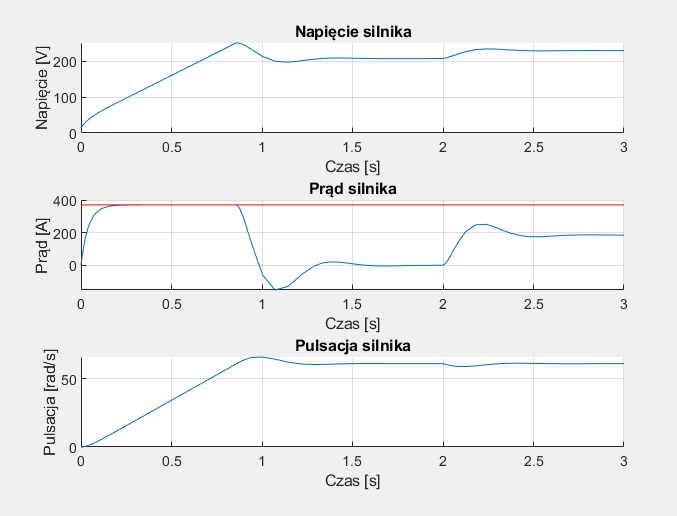 Napięcie silnika
Napięcie [V]
200
100
0
0 0.5 1 1.5 2 2.5 3
Czas [s]
Prąd silnika
Prąd [A]
400
200
0
0 0.5 1 1.5 2 2.5 3
Czas [s]
Pulsacja silnika
Pulsacja [rad/s]
50
0
0 0.5 1 1.5 2 2.5 3
Czas [s]